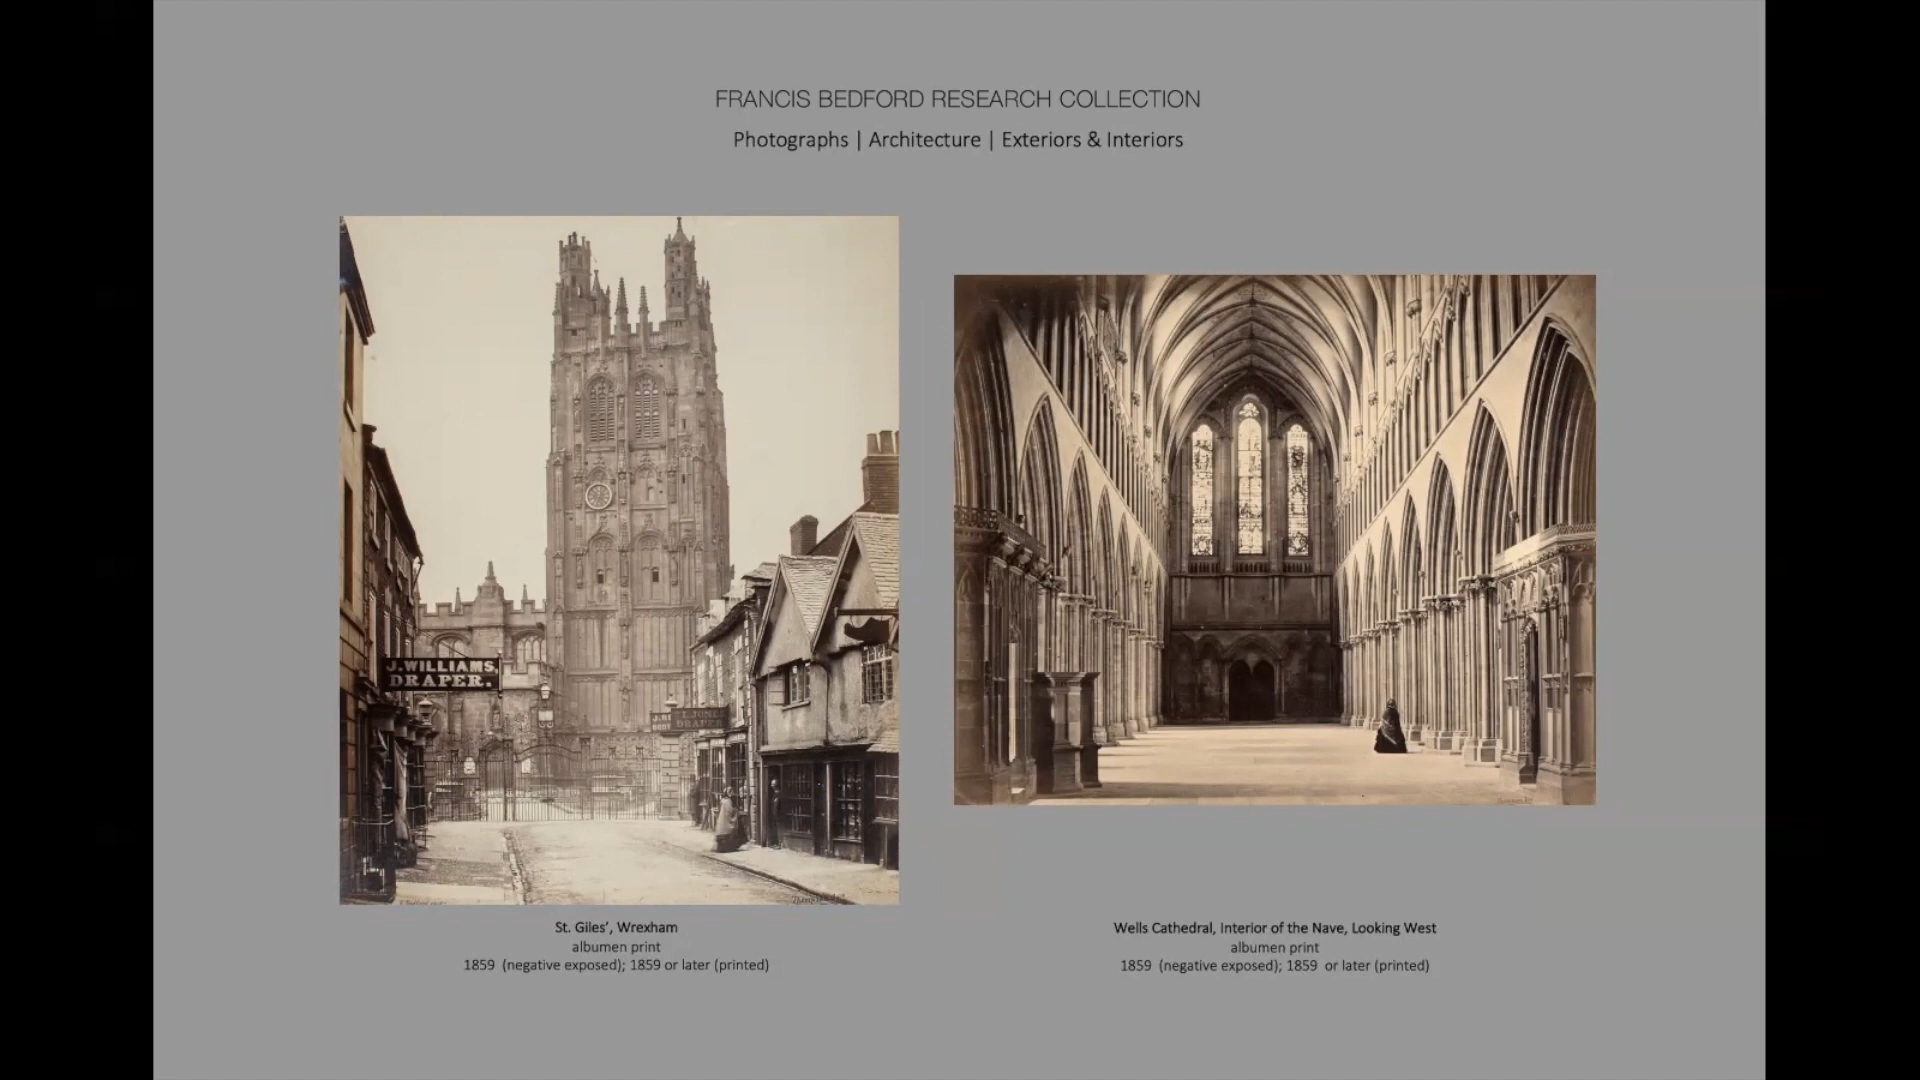 FRANCIS BEDFORD RESEARCH COLLECTION
Photographs | Architecture | Exteriors & Interiors
J.WILLIAMS,
DRAPER.
DRAPER
St. Giles', Wrexham
albumen print
1859 (negative exposed); 1859 or later (printed)
Wells Cathedral, Interior of the Nave, Looking West
albumen print
1859 (negative exposed); 1859 or later (printed)